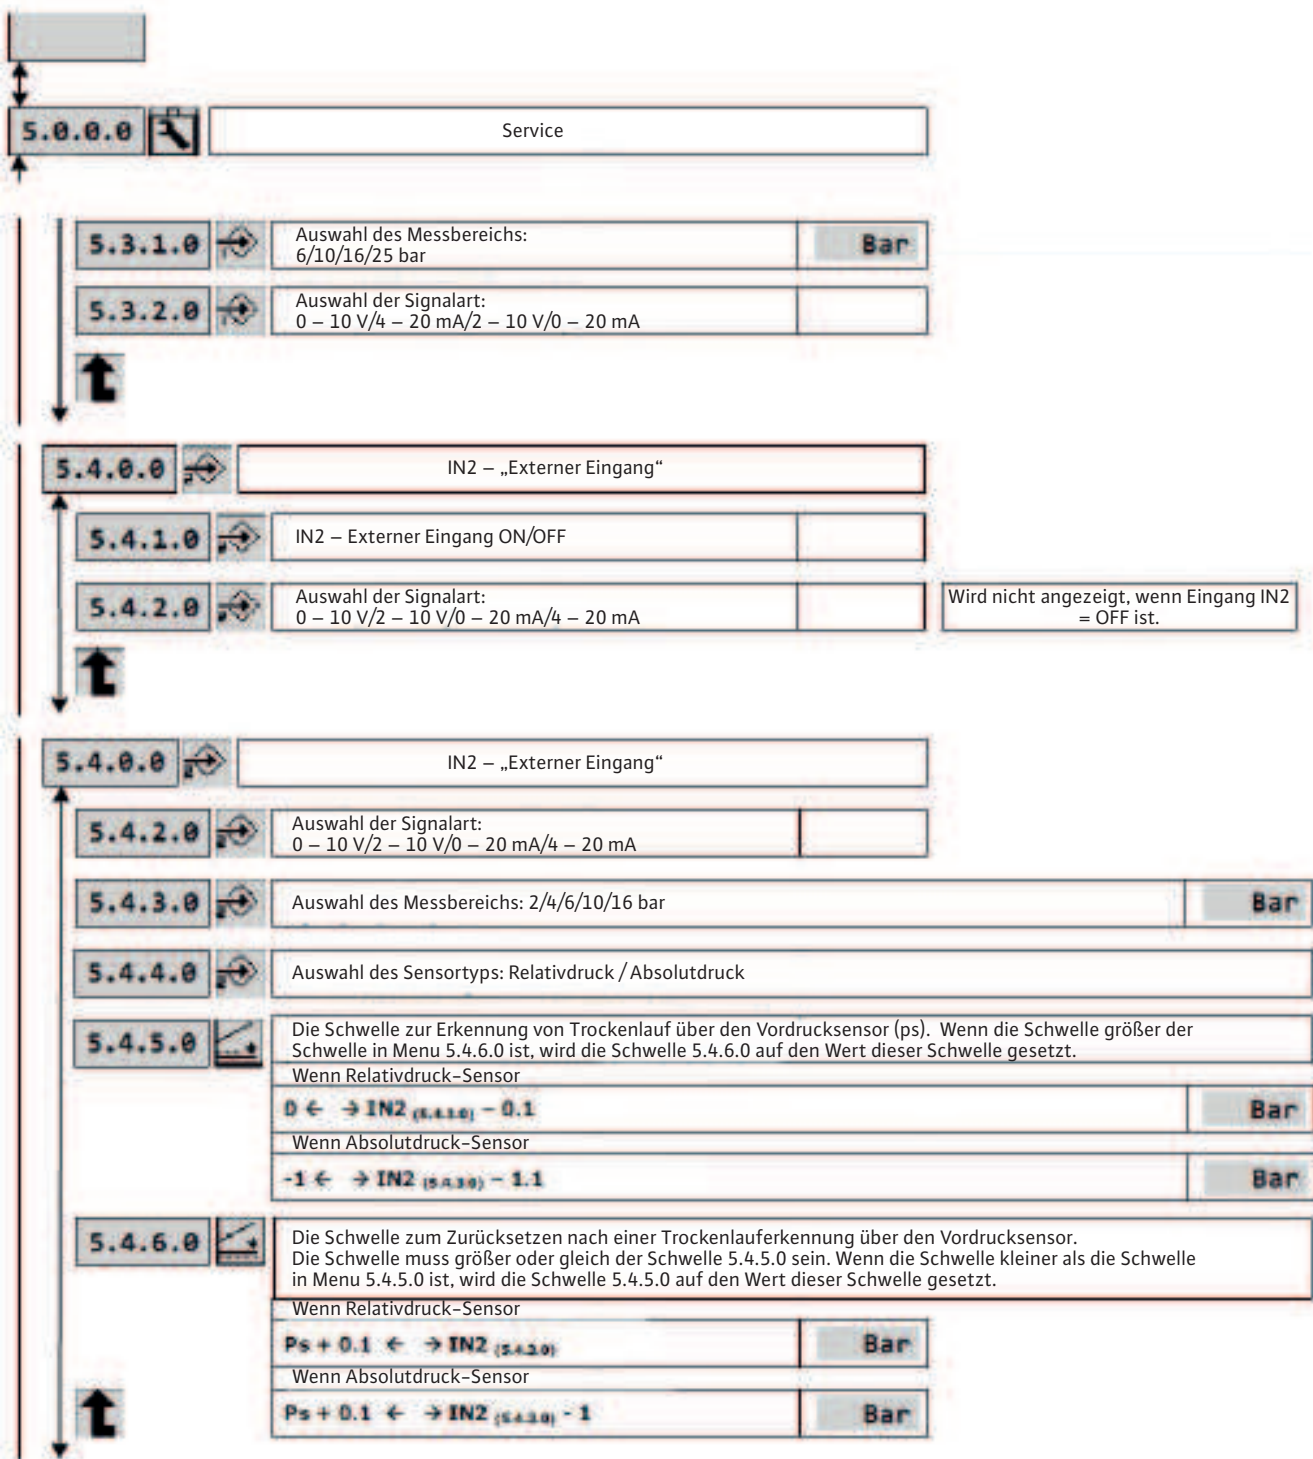 5.0.0.0 Service
5.3.1.0 Auswahl des Messbereichs:
6/10/16/25 bar
Bar
5.3.2.0 Auswahl der Signalart:
0 – 10 V/4 – 20 mA/2 – 10 V/0 – 20 mA
5.4.0.0 IN2 – „Externer Eingang“
5.4.1.0 IN2 – Externer Eingang ON/OFF
5.4.2.0 Auswahl der Signalart:
0 – 10 V/2 – 10 V/0 – 20 mA/4 – 20 mA
Wird nicht angezeigt, wenn Eingang IN2
= OFF ist.
5.4.0.0 IN2 – „Externer Eingang“
5.4.2.0 Auswahl der Signalart:
0 – 10 V/2 – 10 V/0 – 20 mA/4 – 20 mA
5.4.3.0 Auswahl des Messbereichs: 2/4/6/10/16 bar Bar
5.4.4.0 Auswahl des Sensortyps: Relativdruck / Absolutdruck
5.4.5.0 Die Schwelle zur Erkennung von Trockenlauf über den Vordrucksensor (ps). Wenn die Schwelle größer der
Schwelle in Menu 5.4.6.0 ist, wird die Schwelle 5.4.6.0 auf den Wert dieser Schwelle gesetzt.
Wenn Relativdruck-Sensor
0 ← → IN2 – 0.1 Bar
Wenn Absolutdruck-Sensor
-1 ← → IN2 (5.4.3.0) – 1.1 Bar
5.4.6.0 Die Schwelle zum Zurücksetzen nach einer Trockenlauferkennung über den Vordrucksensor.
Die Schwelle muss größer oder gleich der Schwelle 5.4.5.0 sein. Wenn die Schwelle kleiner als die Schwelle
in Menu 5.4.5.0 ist, wird die Schwelle 5.4.5.0 auf den Wert dieser Schwelle gesetzt.
Wenn Relativdruck-Sensor
Ps + 0.1 ← → IN2 (5.4.3.0) Bar
Wenn Absolutdruck-Sensor
Ps + 0.1 ← → IN2 (5.4.3.0) - 1 Bar